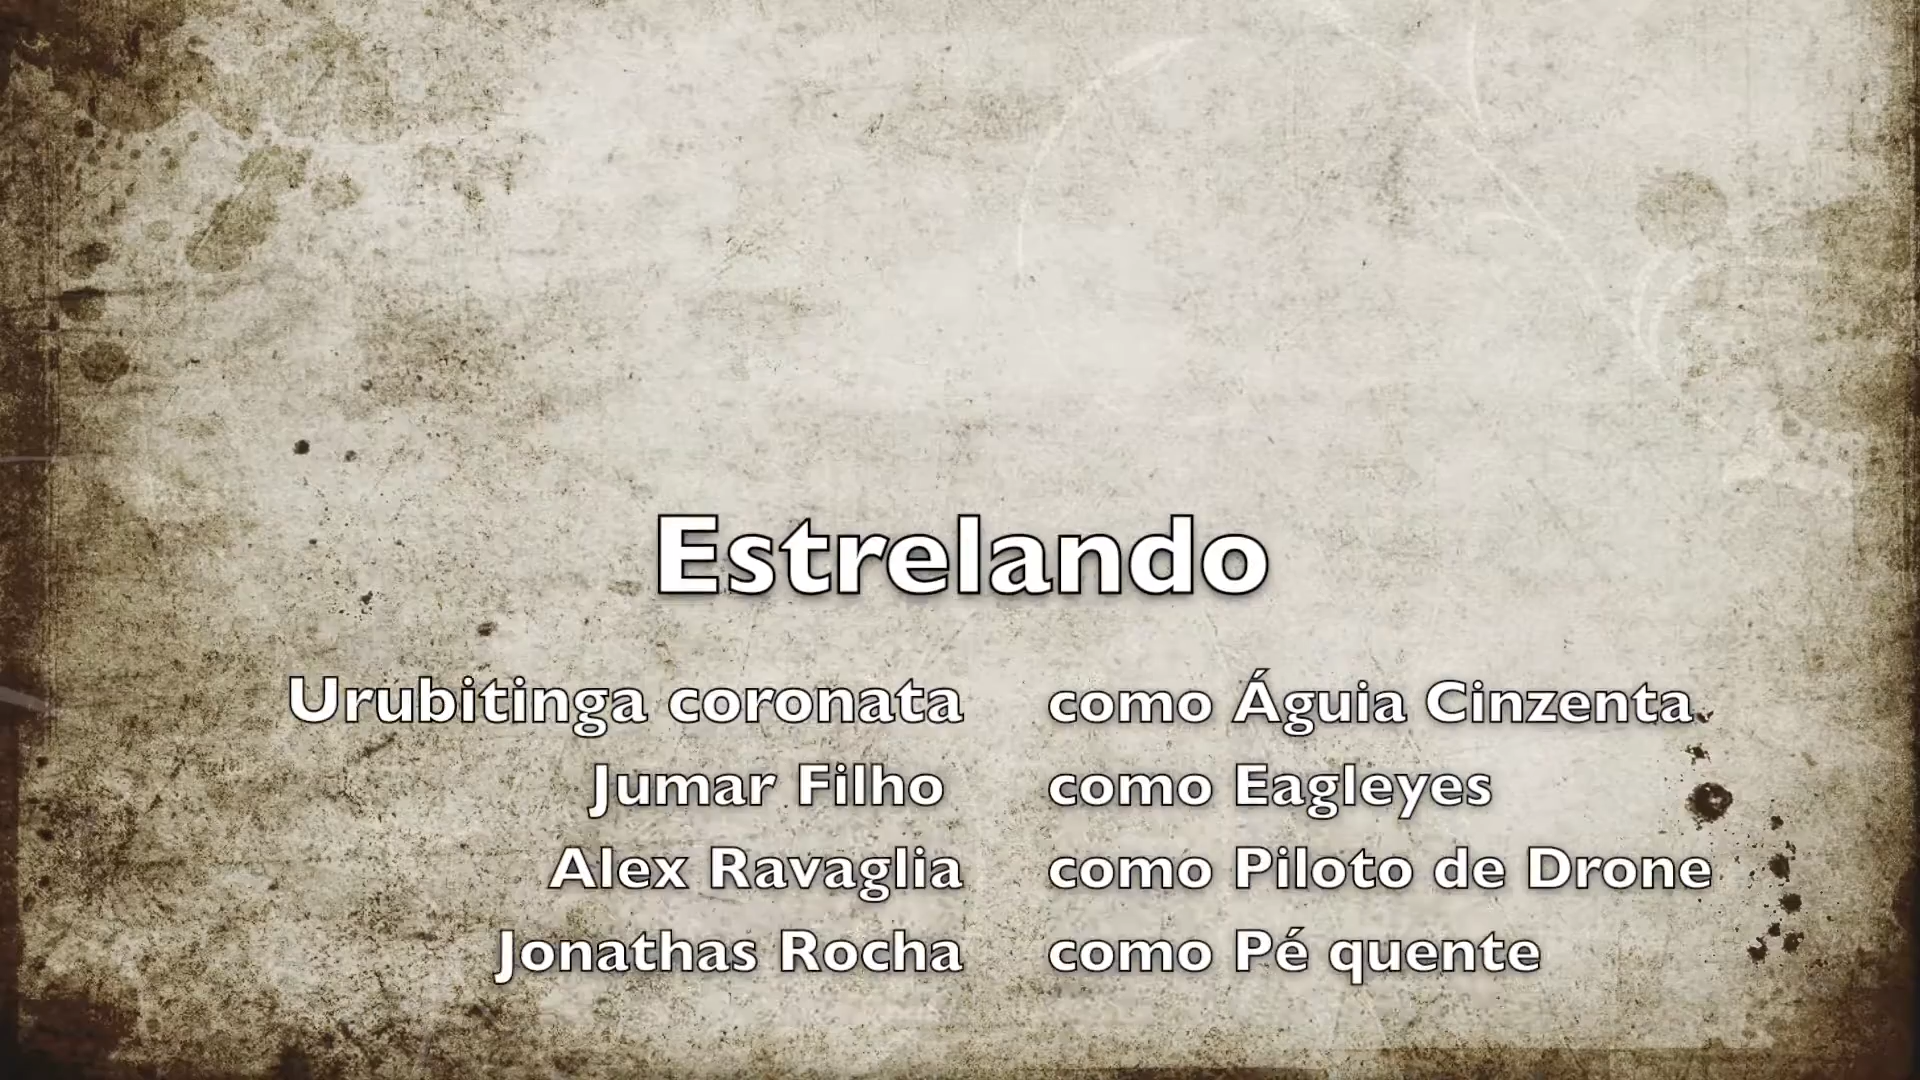 Estrelando
Urubitinga coronata como Águia Cinzenta
Jumar Filho como Eagleyes
Alex Ravaglia como Piloto de Drone
Jonathas Rocha como Pé quente